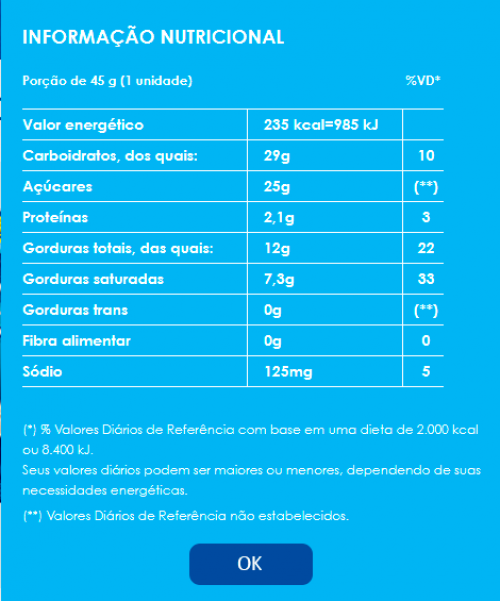 INFORMAÇÃO NUTRICIONAL
Porção de 45 g (1 unidade) %VD*
Valor energético 235 kcal=985 kJ
Carboidratos, dos quais: 29g 10
Açúcares 25g (**)
Proteínas 2,1g 3
Gorduras totais, das quais: 12g 22
Gorduras saturadas 7,3g 33
Gorduras trans 0g (**)
Fibra alimentar 0g 0
Sódio 125mg 5
(*) % Valores Diários de Referência com base em uma dieta de 2.000 kcal
ou 8.400 kJ.
Seus valores diários podem ser maiores ou menores, dependendo de suas
necessidades energéticas.
(**) Valores Diários de Referência não estabelecidos.
OK